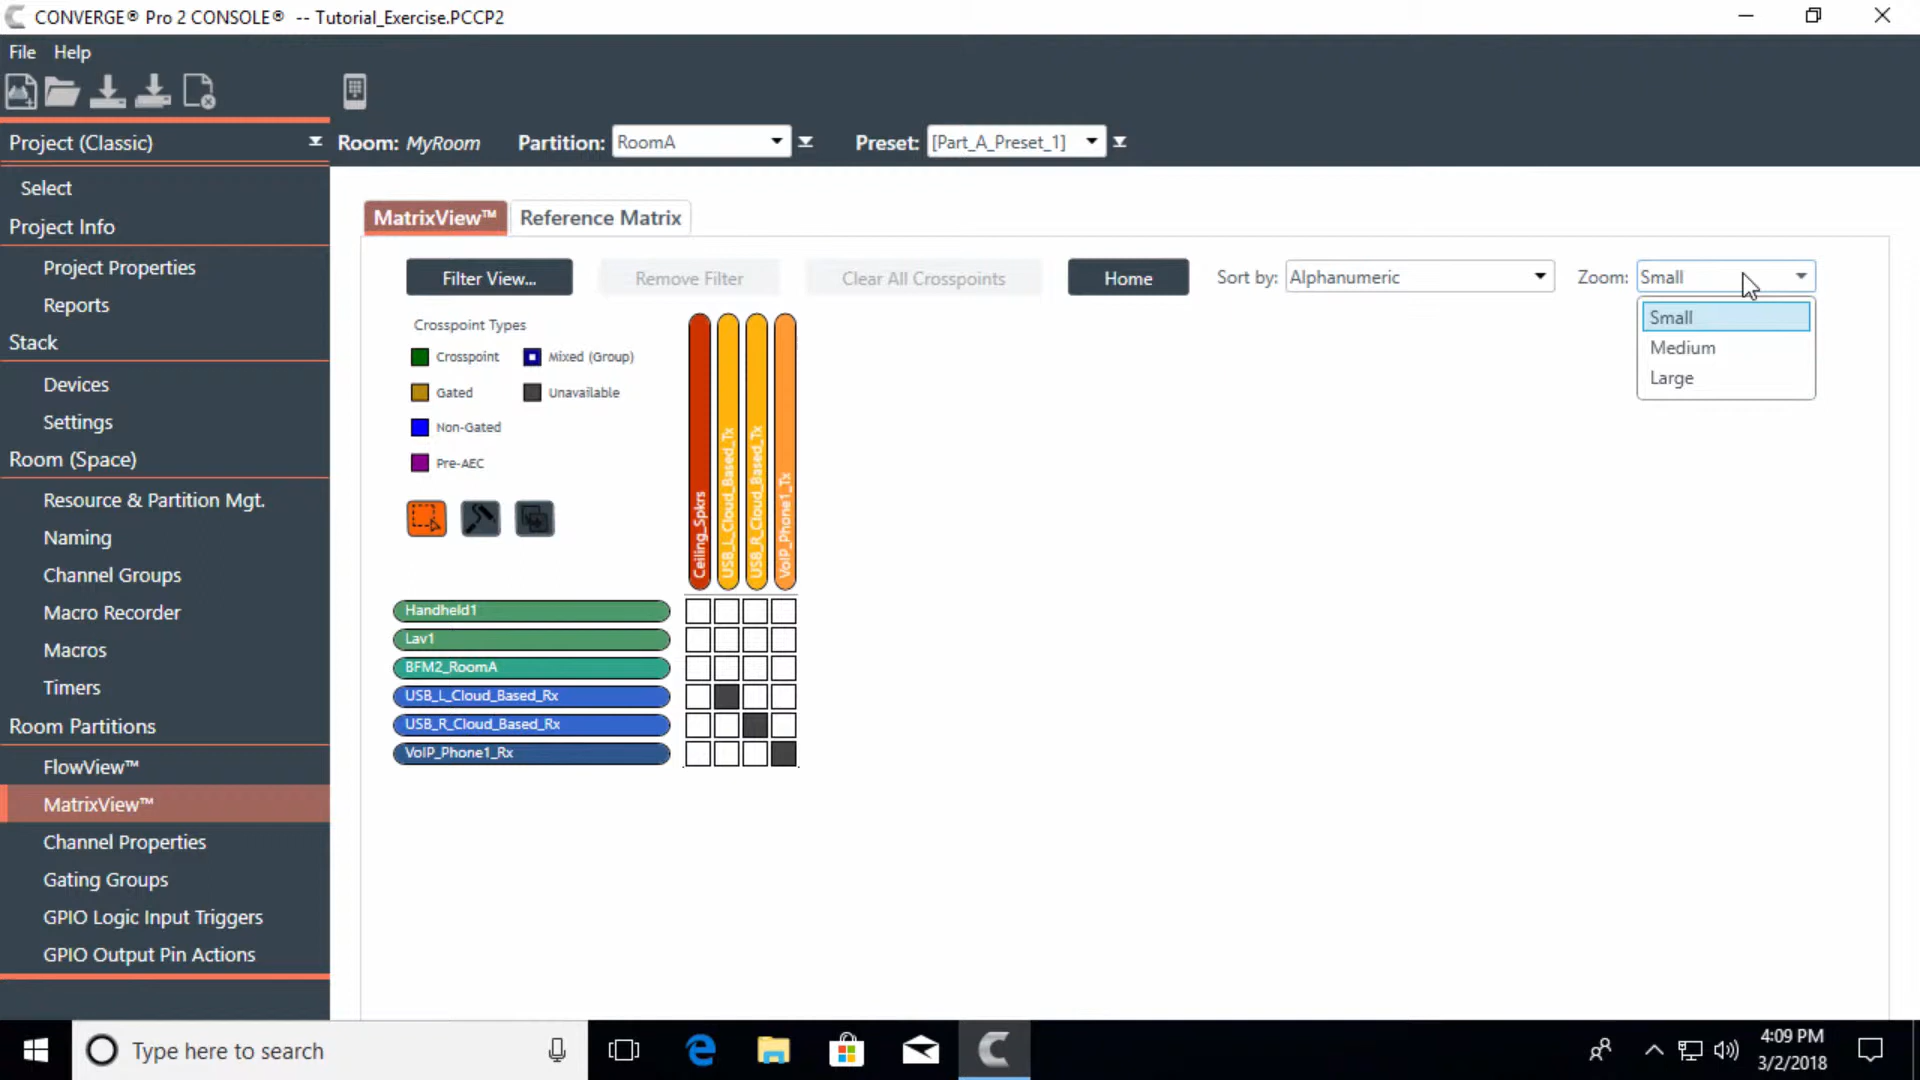 CONVERGE® Pro 2 CONSOLE® -- Tutorial_Exercise.PCCP2
File Help
Project (Classic)
Room: MyRoom Partition: RoomA Preset: [Part_A_Preset_1]
Select
Project Info
Project Properties
Reports
Stack
Devices
Settings
Room (Space)
Resource & Partition Mgt.
Naming
Channel Groups
Macro Recorder
Macros
Timers
Room Partitions
FlowView™
MatrixView™
Channel Properties
Gating Groups
GPIO Logic Input Triggers
GPIO Output Pin Actions
MatrixView™ Reference Matrix
Filter View... Remove Filter Clear All Crosspoints Home Sort by: Alphanumeric Zoom: Small
Small
Medium
Large
Crosspoint Types
Crosspoint Mixed (Group)
Gated Unavailable
Non-Gated
Pre-AEC
Ceiling_Spkrs
USB_L_Cloud_Based_Tx
USB_R_Cloud_Based_Tx
VoIP_Phone1_Tx
Handheld1
Lav1
BFM2_RoomA
USB_L_Cloud_Based_Rx
USB_R_Cloud_Based_Rx
VoIP_Phone1_Rx
Type here to search
4:09 PM
3/2/2018